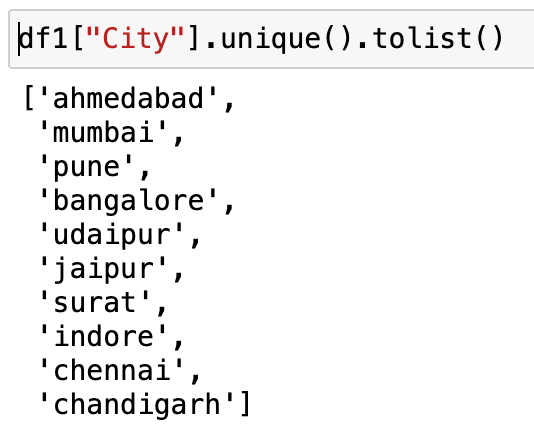 df1["City"].unique().tolist()
['ahmedabad',
'mumbai',
'pune',
'bangalore',
'udaipur',
'jaipur',
'surat',
'indore',
'chennai',
'chandigarh']